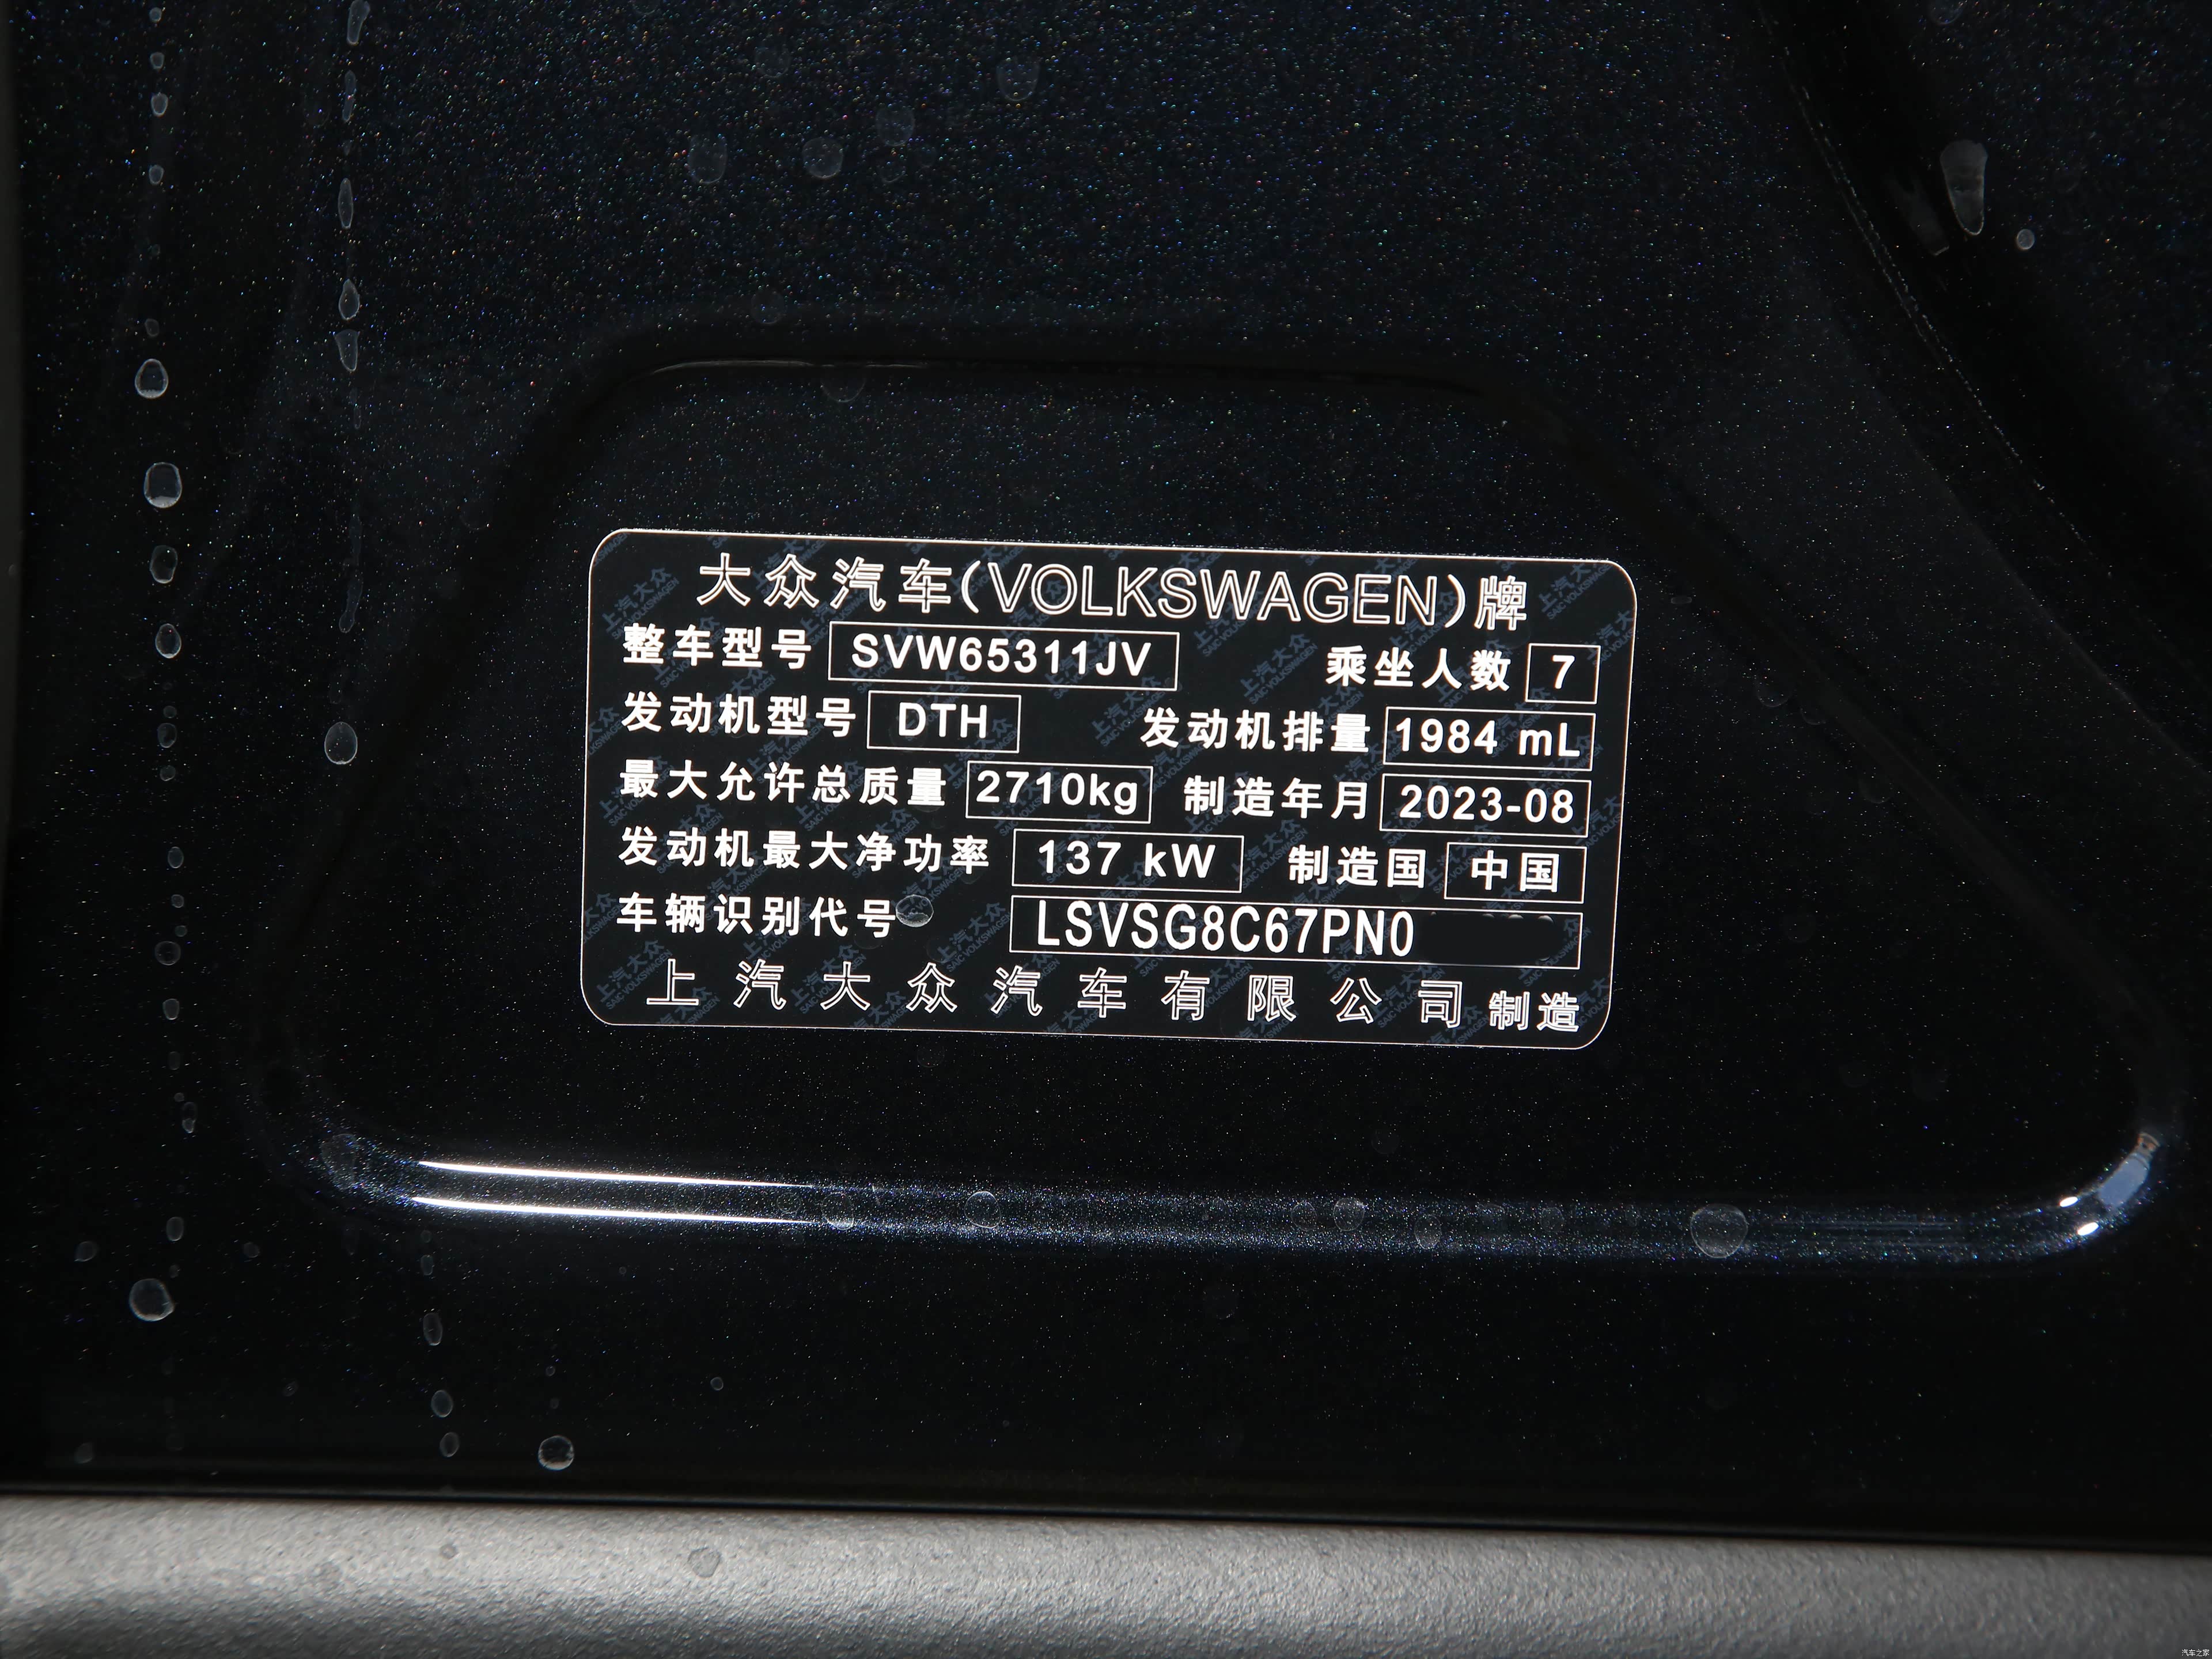 大众汽车(VOLKSWAGEN)牌
整车型号 SVW65311JV 乘坐人数 7
发动机型号 DTH 发动机排量 1984 mL
最大允许总质量 2710kg 制造年月 2023-08
发动机最大净功率 137 kW 制造国 中国
车辆识别代号 LSVSG8C67PN0
上汽大众汽车有限公司制造
汽车之家